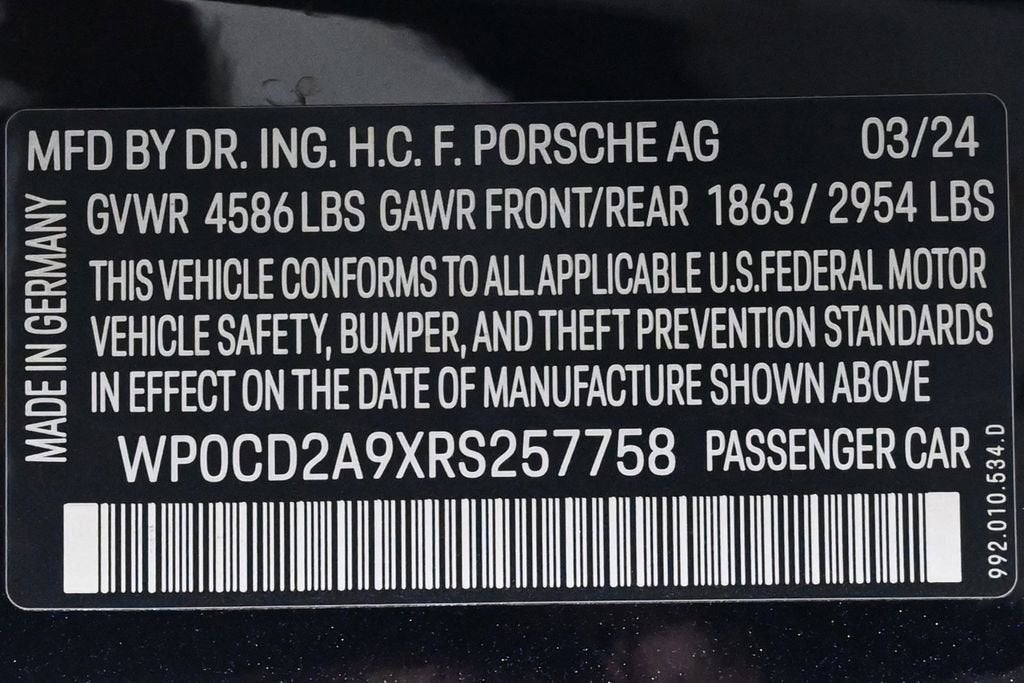 MFD BY DR. ING. H.C. F. PORSCHE AG 03/24
GVWR 4586 LBS GAWR FRONT/REAR 1863 / 2954 LBS
THIS VEHICLE CONFORMS TO ALL APPLICABLE U.S.FEDERAL MOTOR
VEHICLE SAFETY, BUMPER, AND THEFT PREVENTION STANDARDS
IN EFFECT ON THE DATE OF MANUFACTURE SHOWN ABOVE
WP0CD2A9XRS257758 PASSENGER CAR
MADE IN GERMANY
992.010.534.D